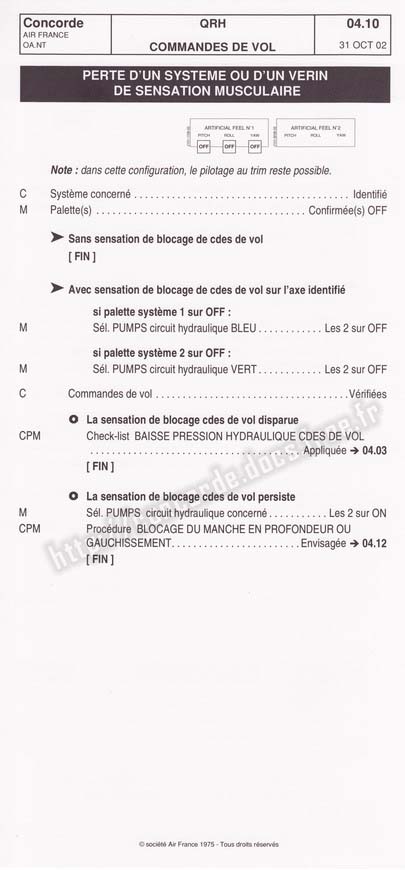 Concorde QRH 04.10
AIR FRANCE
OA.NT COMMANDES DE VOL 31 OCT 02
PERTE D'UN SYSTEME OU D'UN VERIN
DE SENSATION MUSCULAIRE
ARTIFICIAL FEEL N°1 ARTIFICIAL FEEL N°2
PITCH ROLL YAW PITCH ROLL YAW
OFF OFF OFF
Note : dans cette configuration, le pilotage au trim reste possible.
C Système concerné . . . . . . . . . . . . . . . . . . . . . . . . . . . . . . . . . . . Identifié
M Palette(s) . . . . . . . . . . . . . . . . . . . . . . . . . . . . . . . . . . Confirmée(s) OFF
➤ Sans sensation de blocage de cdes de vol
[ FIN ]
➤ Avec sensation de blocage de cdes de vol sur l'axe identifié
si palette système 1 sur OFF :
M Sél. PUMPS circuit hydraulique BLEU . . . . . . . . . . . Les 2 sur OFF
si palette système 2 sur OFF :
M Sél. PUMPS circuit hydraulique VERT . . . . . . . . . . . Les 2 sur OFF
C Commandes de vol . . . . . . . . . . . . . . . . . . . . . . . . . . . . . . . Vérifiées
✪ La sensation de blocage cdes de vol disparue
CPM Check-list BAISSE PRESSION HYDRAULIQUE CDES DE VOL
. . . . . . . . . . . . . . . . . . . . . . . . . . . . . . . . . . . . . Appliquée ➔ 04.03
[ FIN ]
✪ La sensation de blocage cdes de vol persiste
M Sél. PUMPS circuit hydraulique concerné . . . . . . . . . . Les 2 sur ON
CPM Procédure BLOCAGE DU MANCHE EN PROFONDEUR OU
GAUCHISSEMENT. . . . . . . . . . . . . . . . . . . . . . Envisagée ➔ 04.12
[ FIN ]
© société Air France 1975 - Tous droits réservés